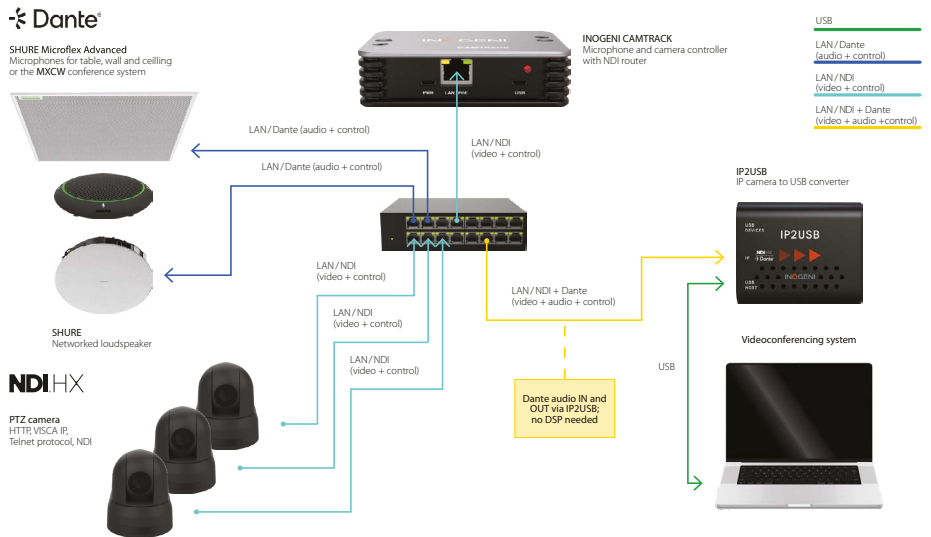 Dante
SHURE Microflex Advanced
Microphones for table, wall and ceilling
or the MXCW conference system
INOGENI
CAMTRACK
PWR
LAN/POE
USB
INOGENI CAMTRACK
Microphone and camera controller
with NDI router
USB
LAN/Dante
(audio + control)
LAN/NDI
(video + control)
LAN/NDI + Dante
(video + audio +control)
LAN/Dante (audio + control)
LAN/Dante (audio + control)
LAN/NDI
(video + control)
IP2USB
IP camera to USB converter
USB
DEVICES
IP2USB
IP
NDI HX
Dante
INOGENI
USB
HOST
LAN/NDI
(video + control)
LAN/NDI
(video + control)
LAN/NDI
(video + control)
LAN/NDI + Dante
(video + audio + control)
SHURE
Networked loudspeaker
NDI HX
PTZ camera
HTTP, VISCA IP,
Telnet protocol, NDI
Dante audio IN and
OUT via IP2USB;
no DSP needed
USB
Videoconferencing system